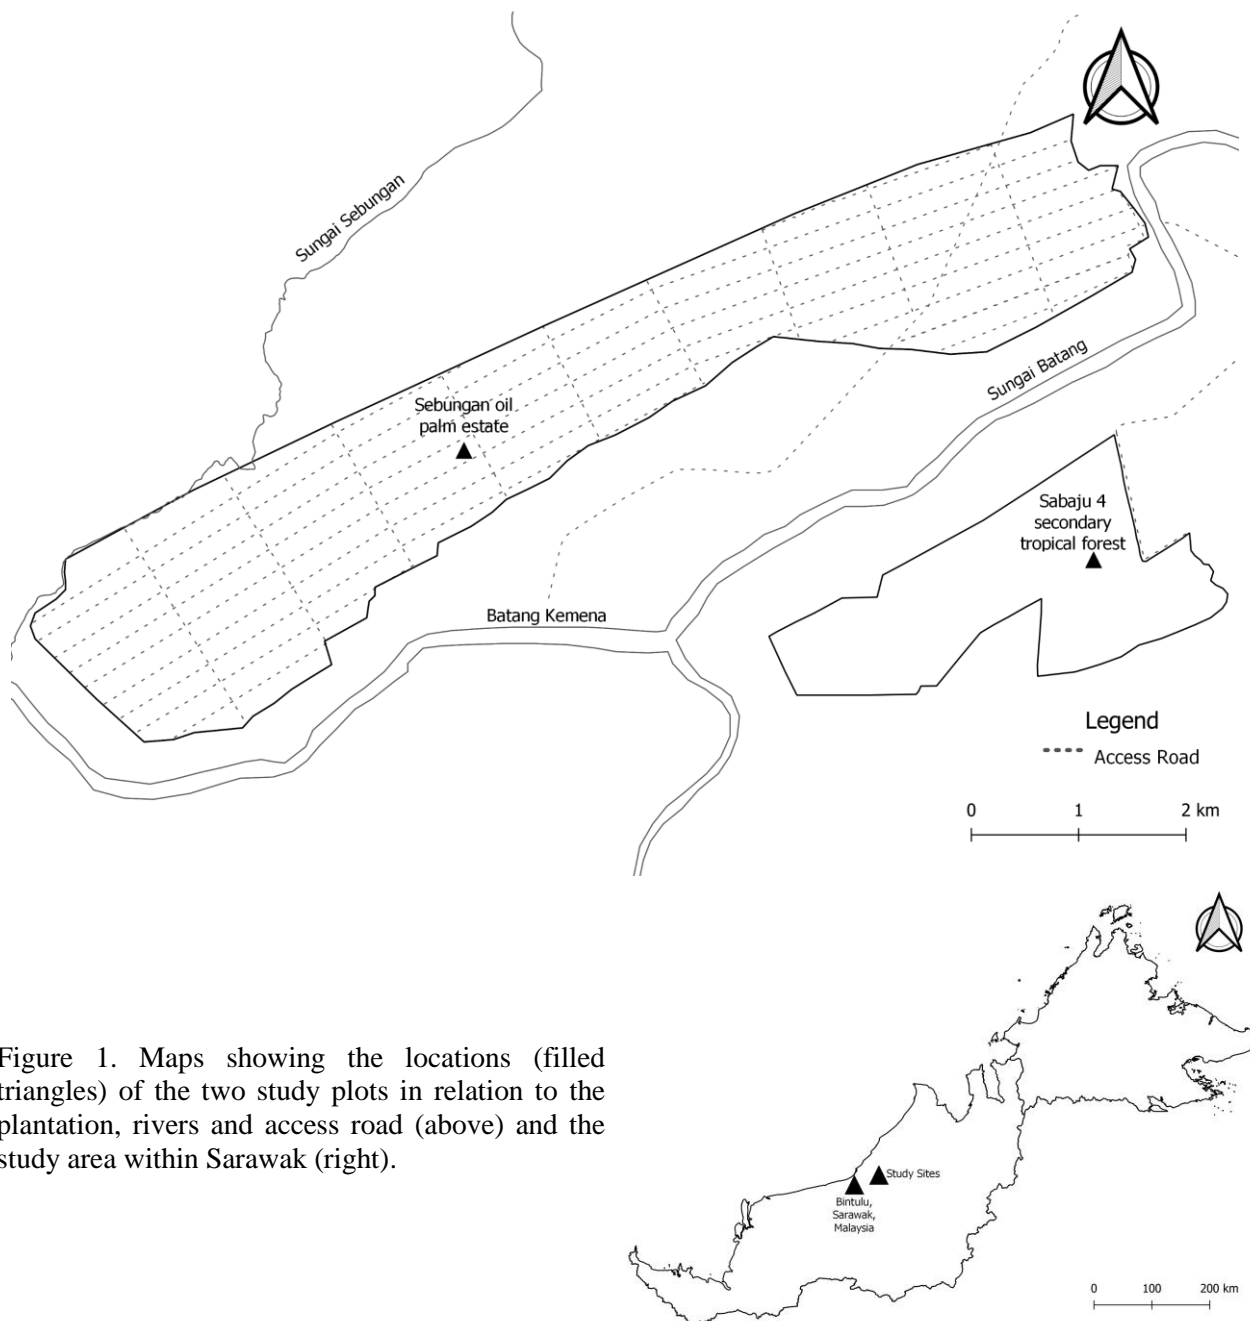 Sungai Sebungan
Sebungan oil
palm estate
Sungai Batang
Sabaju 4
secondary
tropical forest
Batang Kemena
Legend
Access Road
0 1 2 km
Study Sites
Bintulu,
Sarawak,
Malaysia
0 100 200 km
Figure 1. Maps showing the locations (filled
triangles) of the two study plots in relation to the
plantation, rivers and access road (above) and the
study area within Sarawak (right).